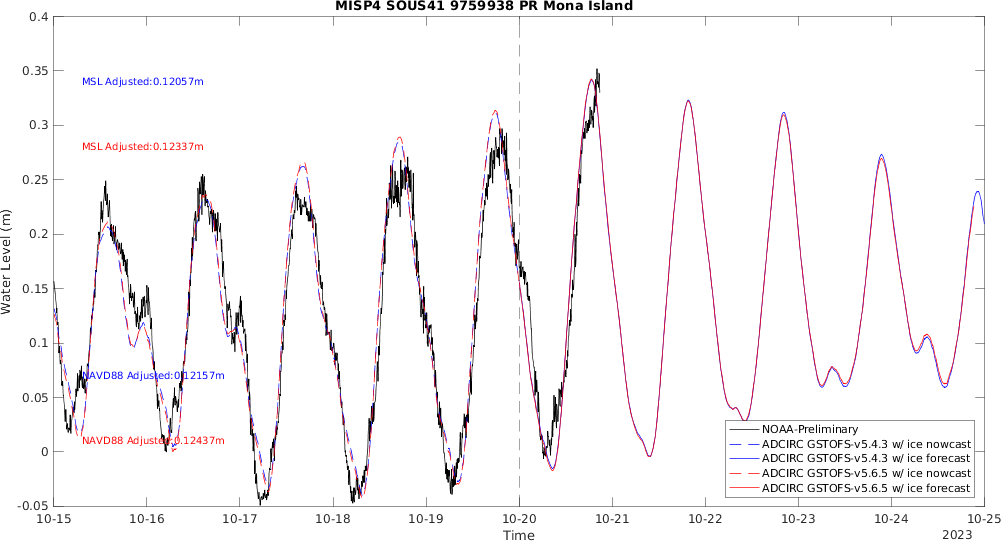 MISP4 SOUS41 9759938 PR Mona Island
Water Level (m)
0.4
0.35
0.3
0.25
0.2
0.15
0.1
0.05
0
-0.05
MSL Adjusted:0.12057m
MSL Adjusted:0.12337m
NAVD88 Adjusted:0.12157m
NAVD88 Adjusted:0.12437m
NOAA-Preliminary
ADCIRC GSTOFS-v5.4.3 w/ ice nowcast
ADCIRC GSTOFS-v5.4.3 w/ ice forecast
ADCIRC GSTOFS-v5.6.5 w/ ice nowcast
ADCIRC GSTOFS-v5.6.5 w/ ice forecast
10-15 10-16 10-17 10-18 10-19 10-20 10-21 10-22 10-23 10-24 10-25
Time
2023